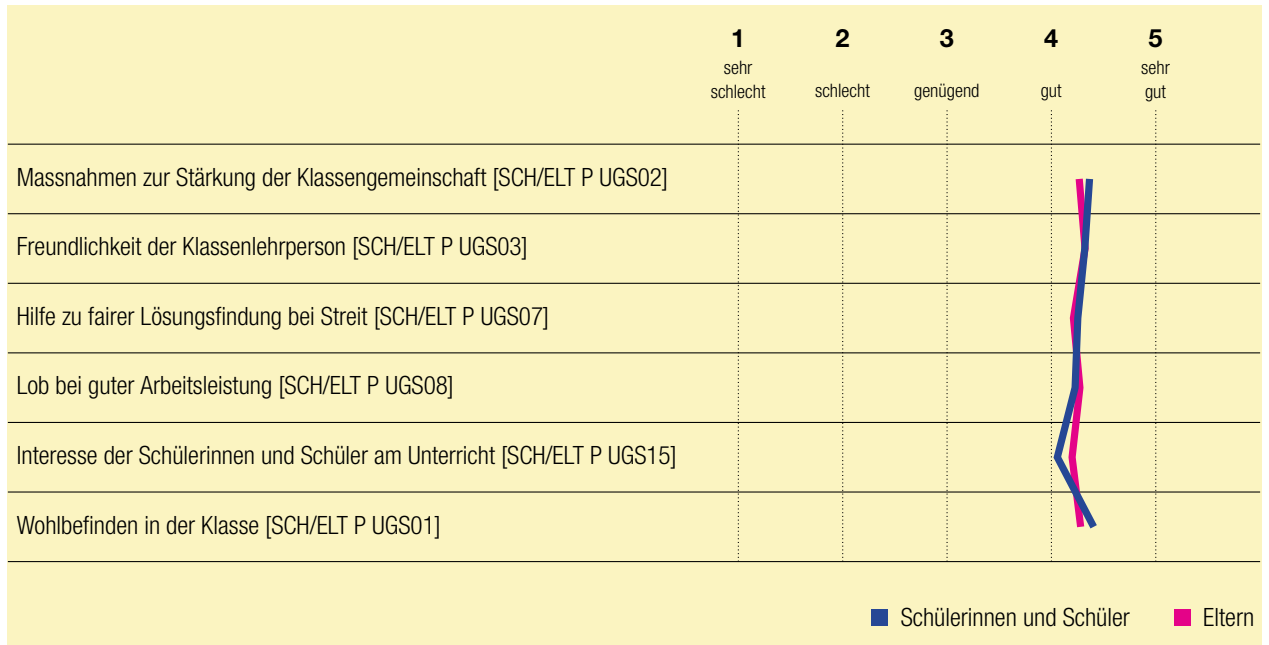 1 2 3 4 5
sehr schlecht schlecht genügend gut sehr gut
Massnahmen zur Stärkung der Klassengemeinschaft [SCH/ELT P UGS02]
Freundlichkeit der Klassenlehrperson [SCH/ELT P UGS03]
Hilfe zu fairer Lösungsfindung bei Streit [SCH/ELT P UGS07]
Lob bei guter Arbeitsleistung [SCH/ELT P UGS08]
Interesse der Schülerinnen und Schüler am Unterricht [SCH/ELT P UGS15]
Wohlbefinden in der Klasse [SCH/ELT P UGS01]
Schülerinnen und Schüler Eltern